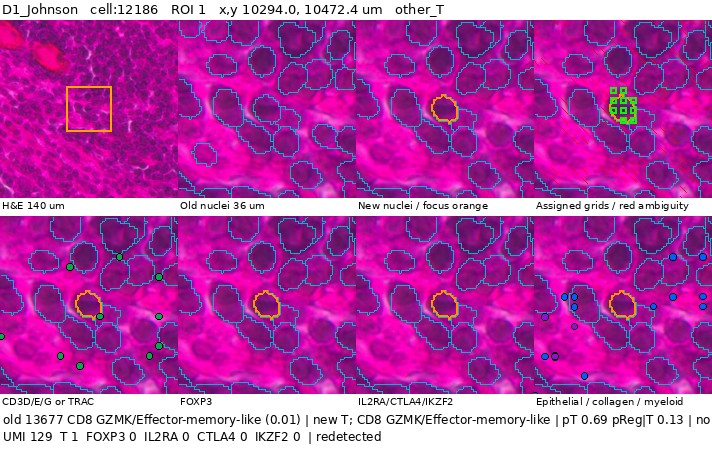 D1_Johnson   cell:12186   ROI 1   x,y 10294.0, 10472.4 um   other_T
H&E 140 um
Old nuclei 36 um
New nuclei / focus orange
Assigned grids / red ambiguity
CD3D/E/G or TRAC
FOXP3
IL2RA/CTLA4/IKZF2
Epithelial / collagen / myeloid
old 13677 CD8 GZMK/Effector-memory-like (0.01) | new T; CD8 GZMK/Effector-memory-like | pT 0.69 pReg|T 0.13 | no
UMI 129  T 1  FOXP3 0  IL2RA 0  CTLA4 0  IKZF2 0  | redetected